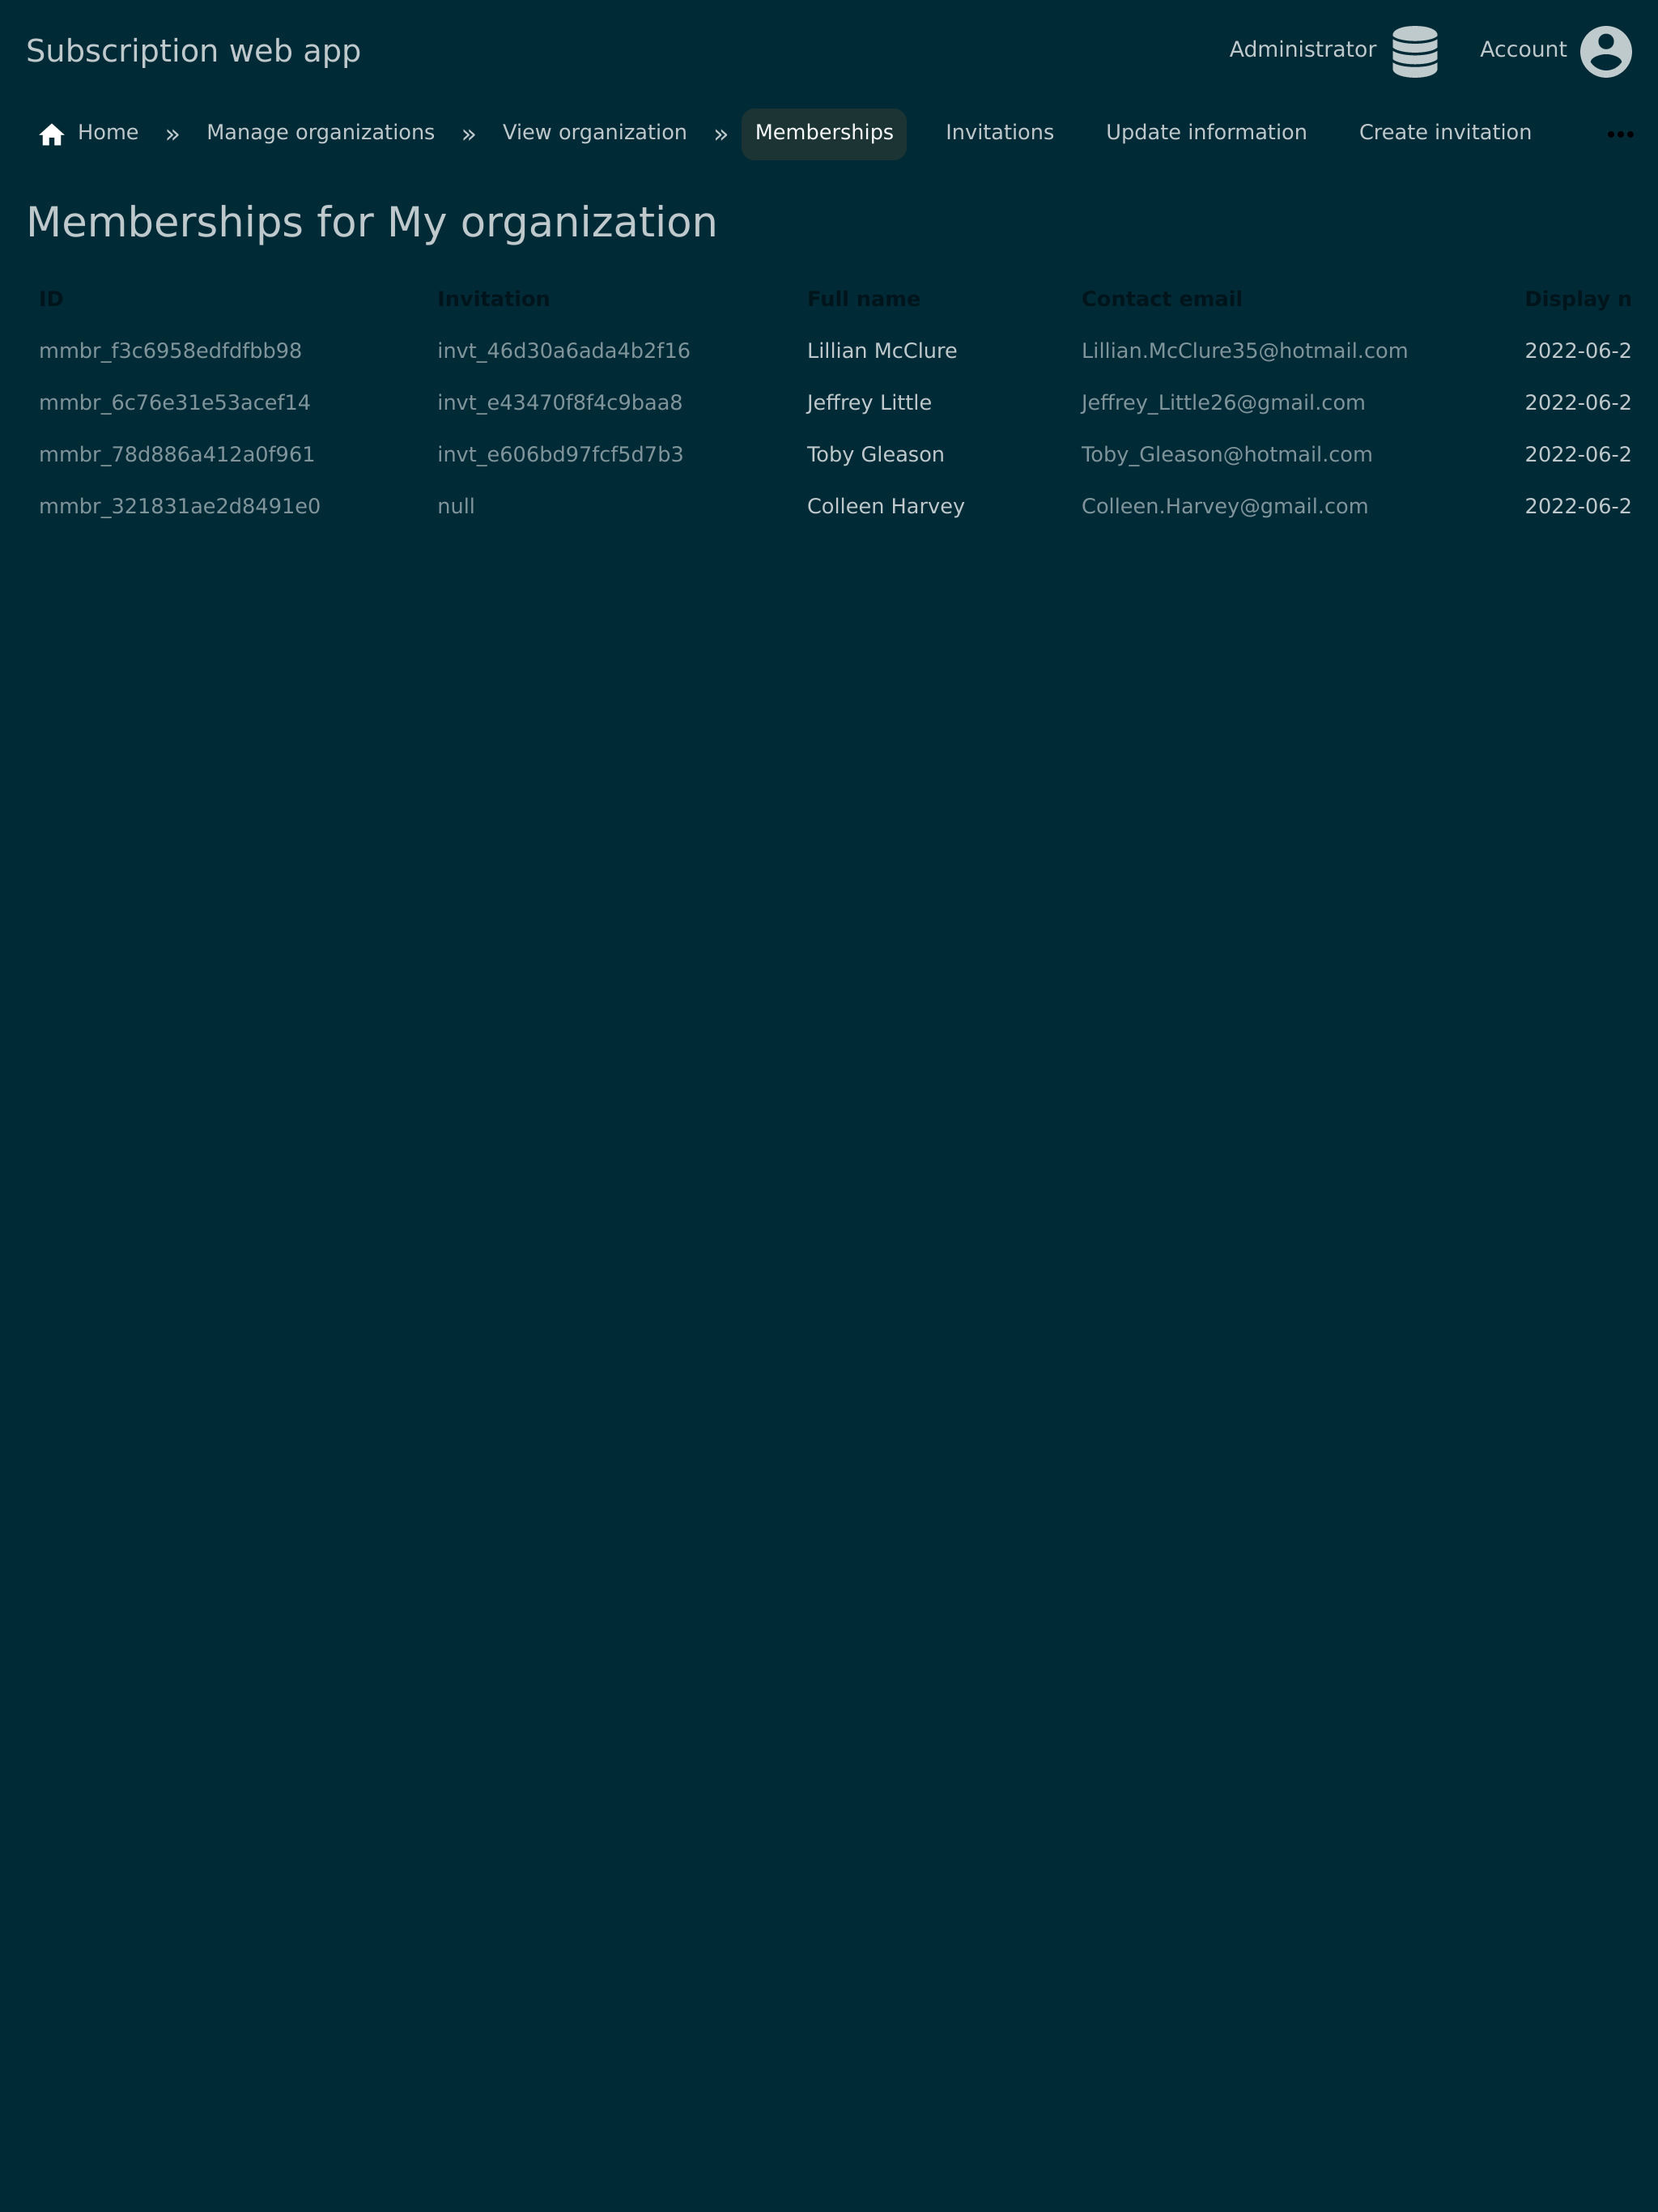 Subscription web app Administrator Account
Home » Manage organizations » View organization » Memberships Invitations Update information Create invitation •••
Memberships for My organization
ID Invitation Full name Contact email Display n
mmbr_f3c6958edfdfbb98 invt_46d30a6ada4b2f16 Lillian McClure Lillian.McClure35@hotmail.com 2022-06-2
mmbr_6c76e31e53acef14 invt_e43470f8f4c9baa8 Jeffrey Little Jeffrey_Little26@gmail.com 2022-06-2
mmbr_78d886a412a0f961 invt_e606bd97fcf5d7b3 Toby Gleason Toby_Gleason@hotmail.com 2022-06-2
mmbr_321831ae2d8491e0 null Colleen Harvey Colleen.Harvey@gmail.com 2022-06-2